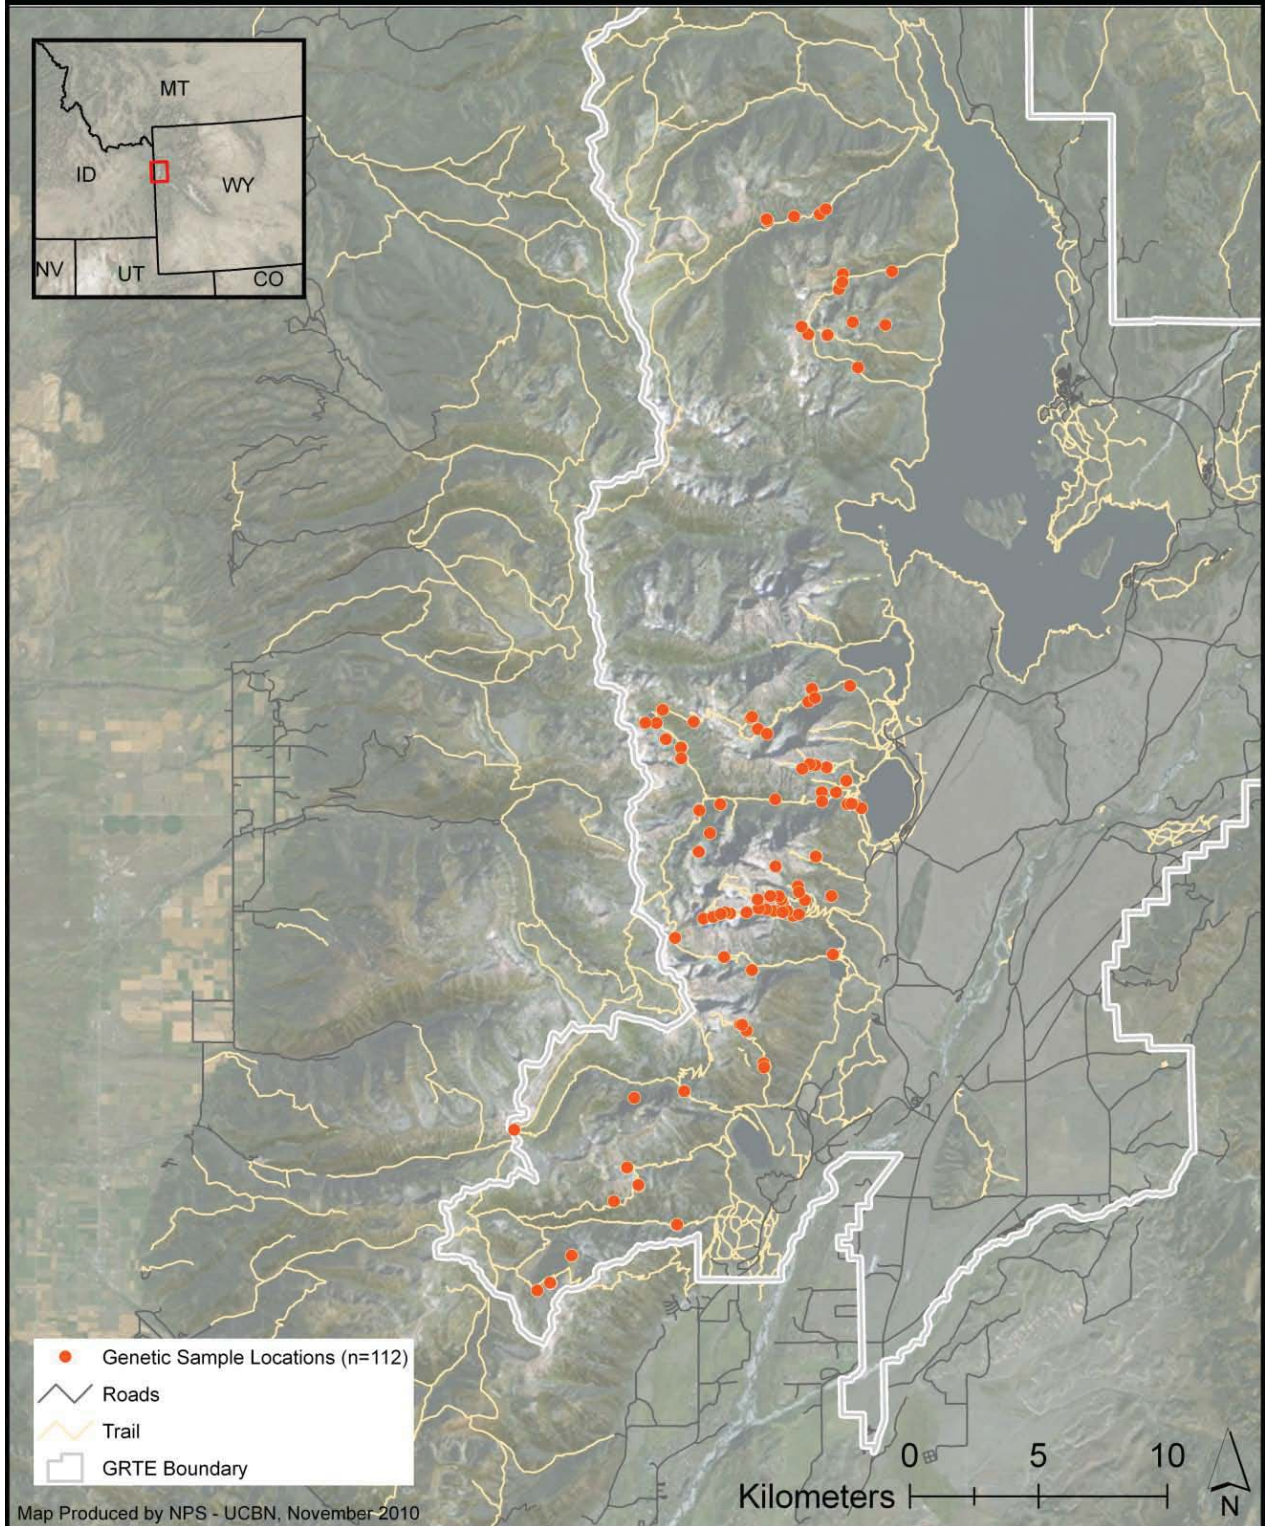 MT
ID
WY
NV
UT
CO
Genetic Sample Locations (n=112)
Roads
Trail
GRTE Boundary
Map Produced by NPS - UCBN, November 2010
0 5 10
Kilometers
N